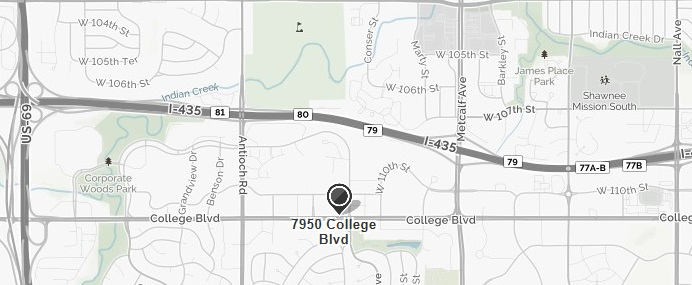 W 104th St
Conser St
Marty St
Indian Creek Dr
Nall Ave
W 105th Ter
W 105th St
Barkley St
James Place
Park
W 106th St
Indian Creek
W 106th St
Metcalf Ave
Shawnee
Mission South
US-69
I-435
81
80
79
W 107th St
I-435
79
77A-B
77B
Antioch Rd
Corporate
Woods Park
Grandview Dr
Benson Dr
W 110th St
W 110th St
College Blvd
College Blvd
7950 College
Blvd